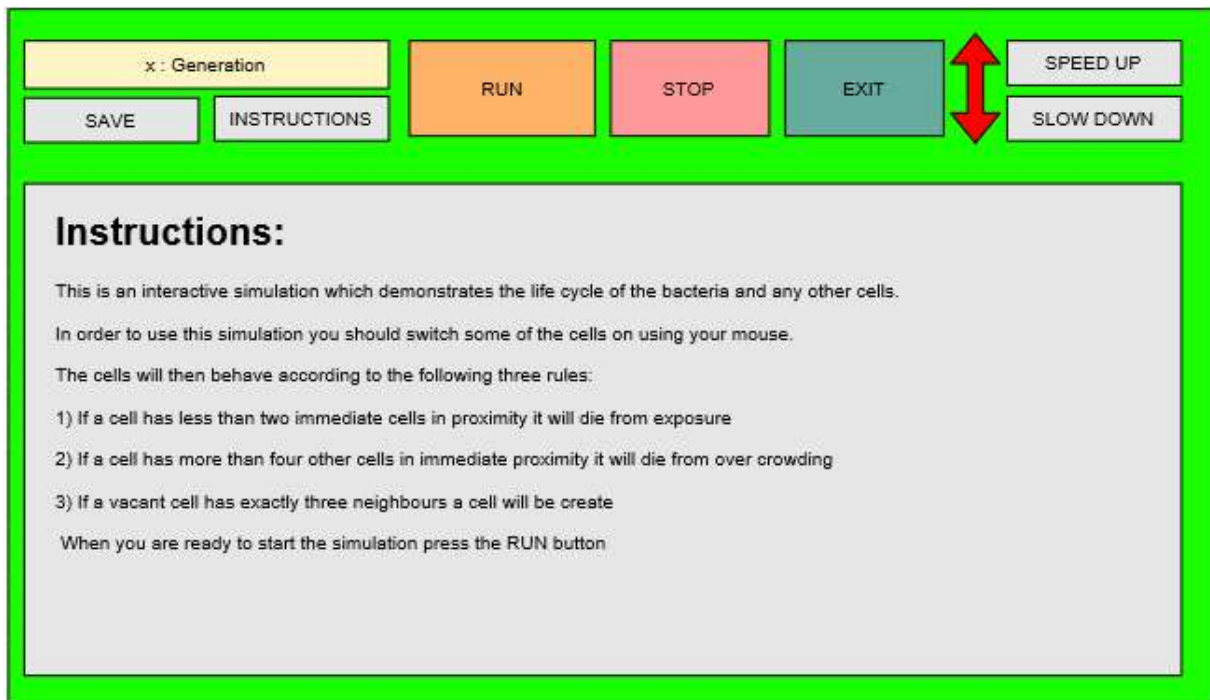 x : Generation
RUN
STOP
EXIT
SPEED UP
SAVE
INSTRUCTIONS
SLOW DOWN
Instructions:
This is an interactive simulation which demonstrates the life cycle of the bacteria and any other cells.
In order to use this simulation you should switch some of the cells on using your mouse.
The cells will then behave according to the following three rules:
1) If a cell has less than two immediate cells in proximity it will die from exposure
2) If a cell has more than four other cells in immediate proximity it will die from over crowding
3) If a vacant cell has exactly three neighbours a cell will be create
When you are ready to start the simulation press the RUN button